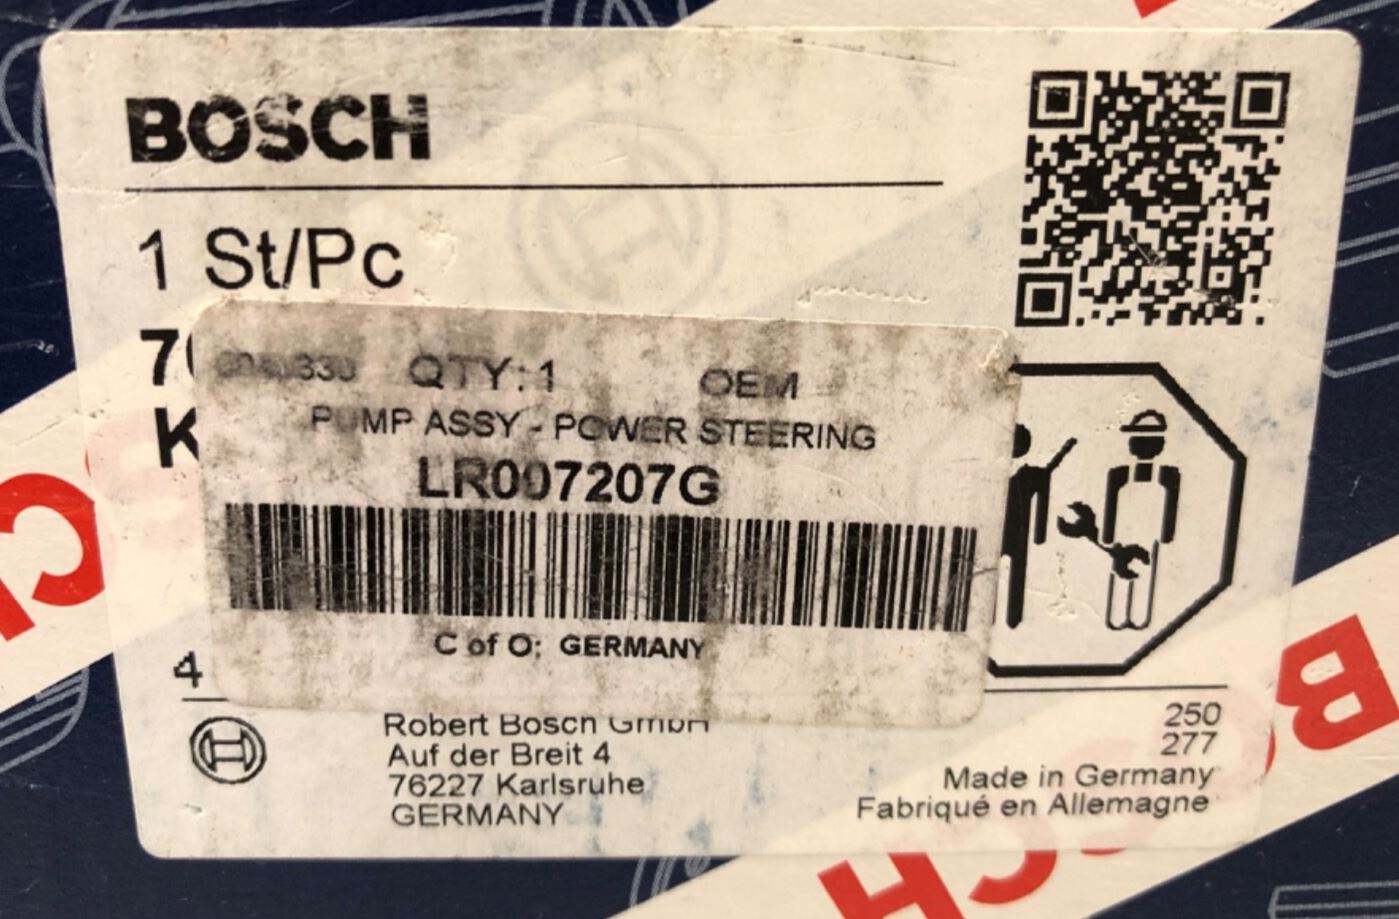 BOSCH
1 St/Pc
QTY: 1 OEM
PUMP ASSY - POWER STEERING
LR007207G
C of O: GERMANY
4
Robert Bosch GmbH
Auf der Breit 4
76227 Karlsruhe
GERMANY
250
277
Made in Germany
Fabriqué en Allemagne